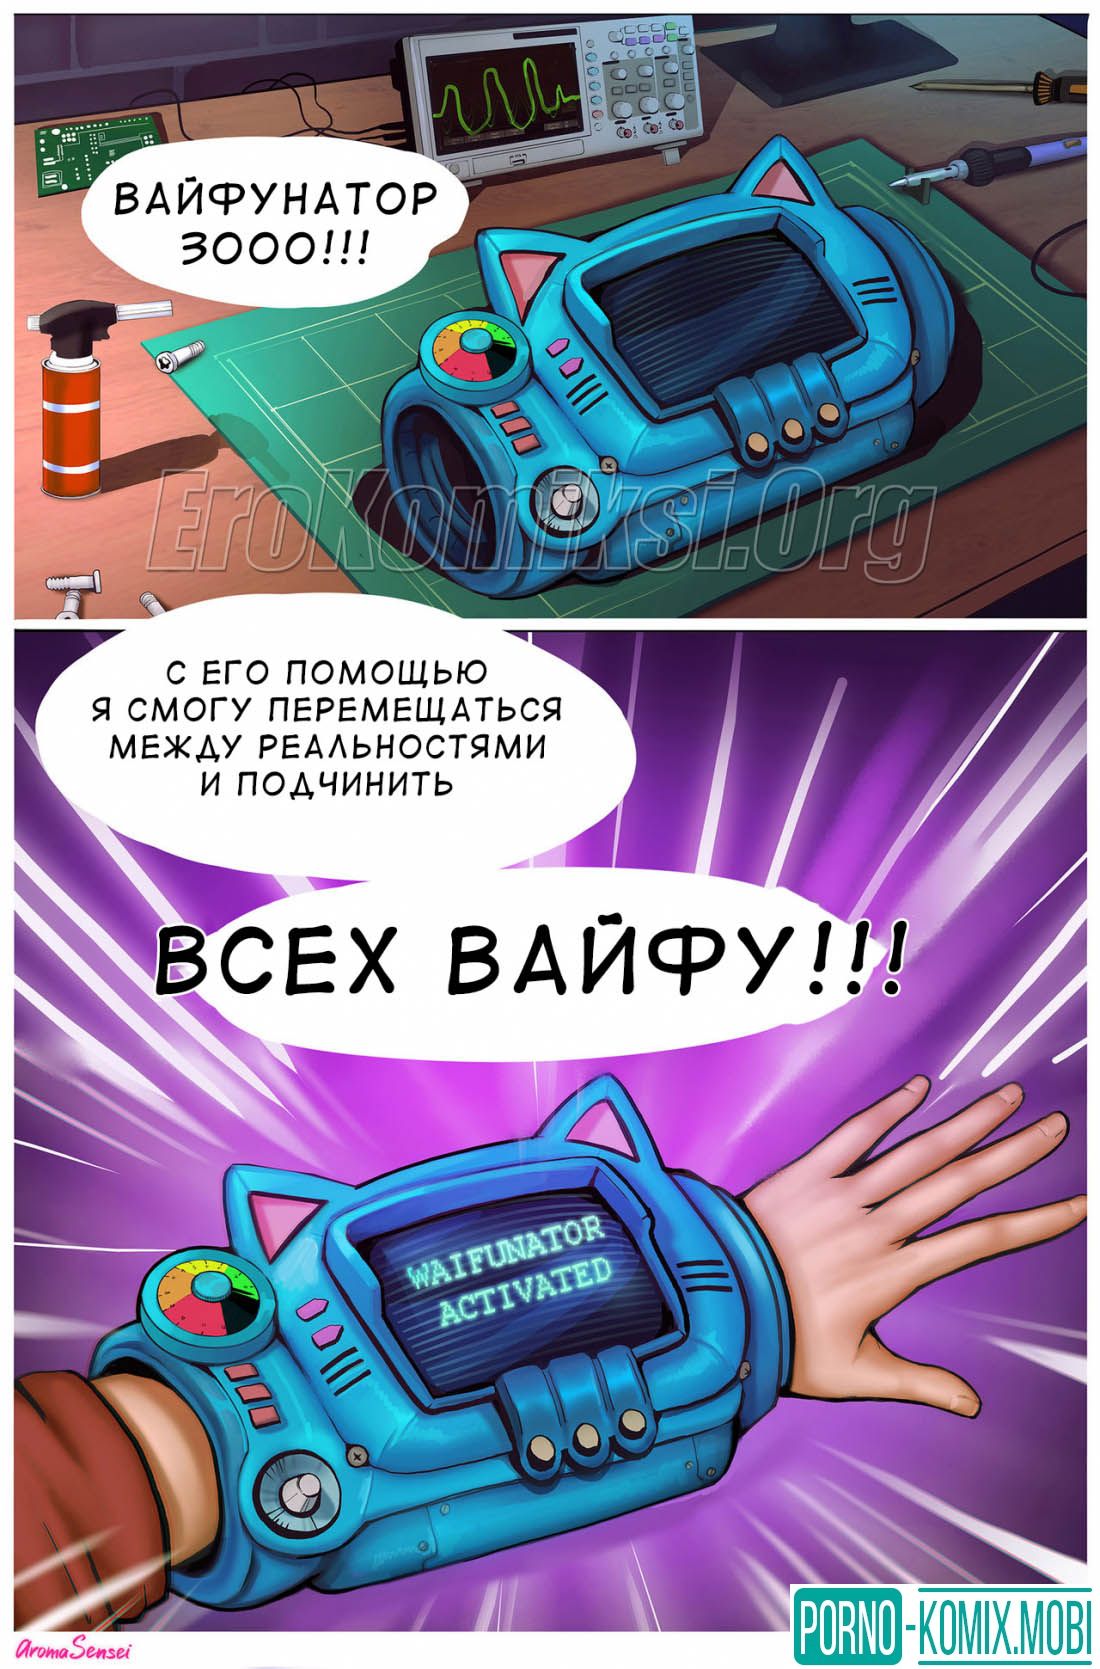 ВАЙФУНАТОР
3000!!!
EroKomiksi.Org
С ЕГО ПОМОЩЬЮ
Я СМОГУ ПЕРЕМЕЩАТЬСЯ
МЕЖДУ РЕАЛЬНОСТЯМИ
И ПОДЧИНИТЬ
ВСЕХ ВАЙФУ!!!
WAIFUNATOR
ACTIVATED
AromaSensei
PORNO-KOMIX.MOBI